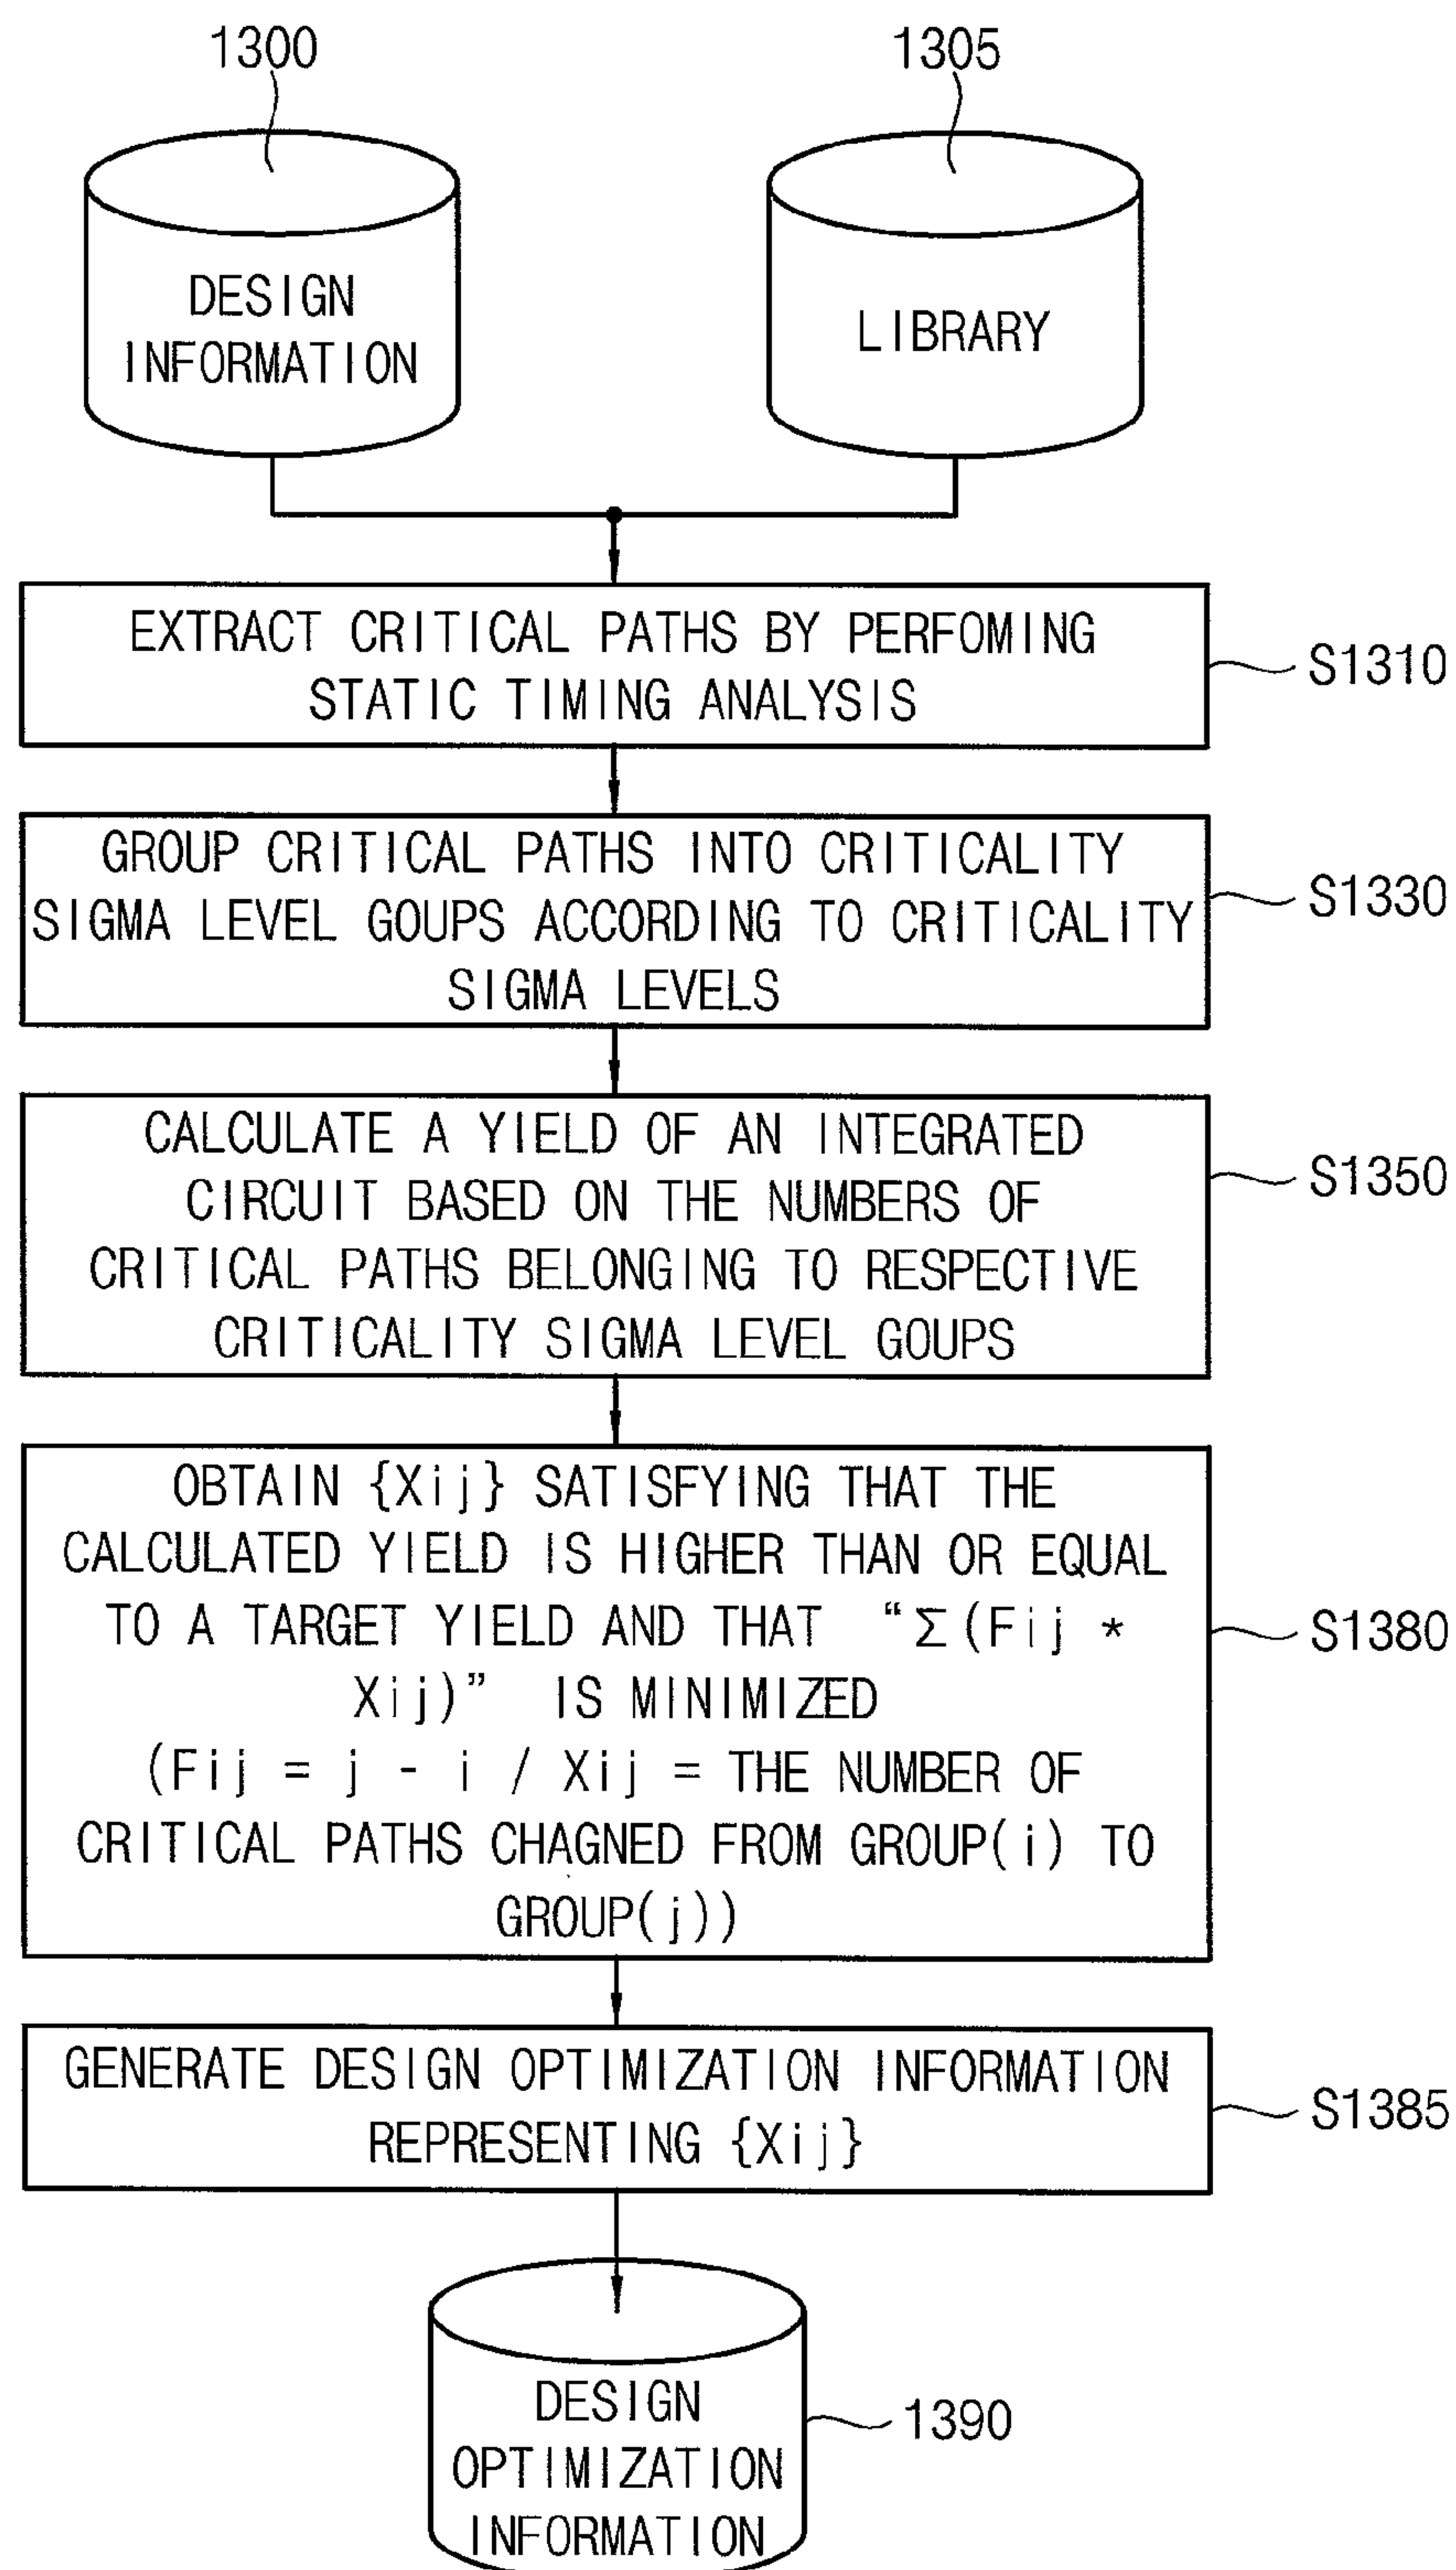 1300
1305
DESIGN
INFORMATION
LIBRARY
EXTRACT CRITICAL PATHS BY PERFOMING
STATIC TIMING ANALYSIS
S1310
GROUP CRITICAL PATHS INTO CRITICALITY
SIGMA LEVEL GOUPS ACCORDING TO CRITICALITY
SIGMA LEVELS
S1330
CALCULATE A YIELD OF AN INTEGRATED
CIRCUIT BASED ON THE NUMBERS OF
CRITICAL PATHS BELONGING TO RESPECTIVE
CRITICALITY SIGMA LEVEL GOUPS
S1350
OBTAIN {Xij} SATISFYING THAT THE
CALCULATED YIELD IS HIGHER THAN OR EQUAL
TO A TARGET YIELD AND THAT “Σ(Fij *
Xij)” IS MINIMIZED
(Fij = j - i / Xij = THE NUMBER OF
CRITICAL PATHS CHAGNED FROM GROUP(i) TO
GROUP(j))
S1380
GENERATE DESIGN OPTIMIZATION INFORMATION
REPRESENTING {Xij}
S1385
DESIGN
OPTIMIZATION
INFORMATION
1390